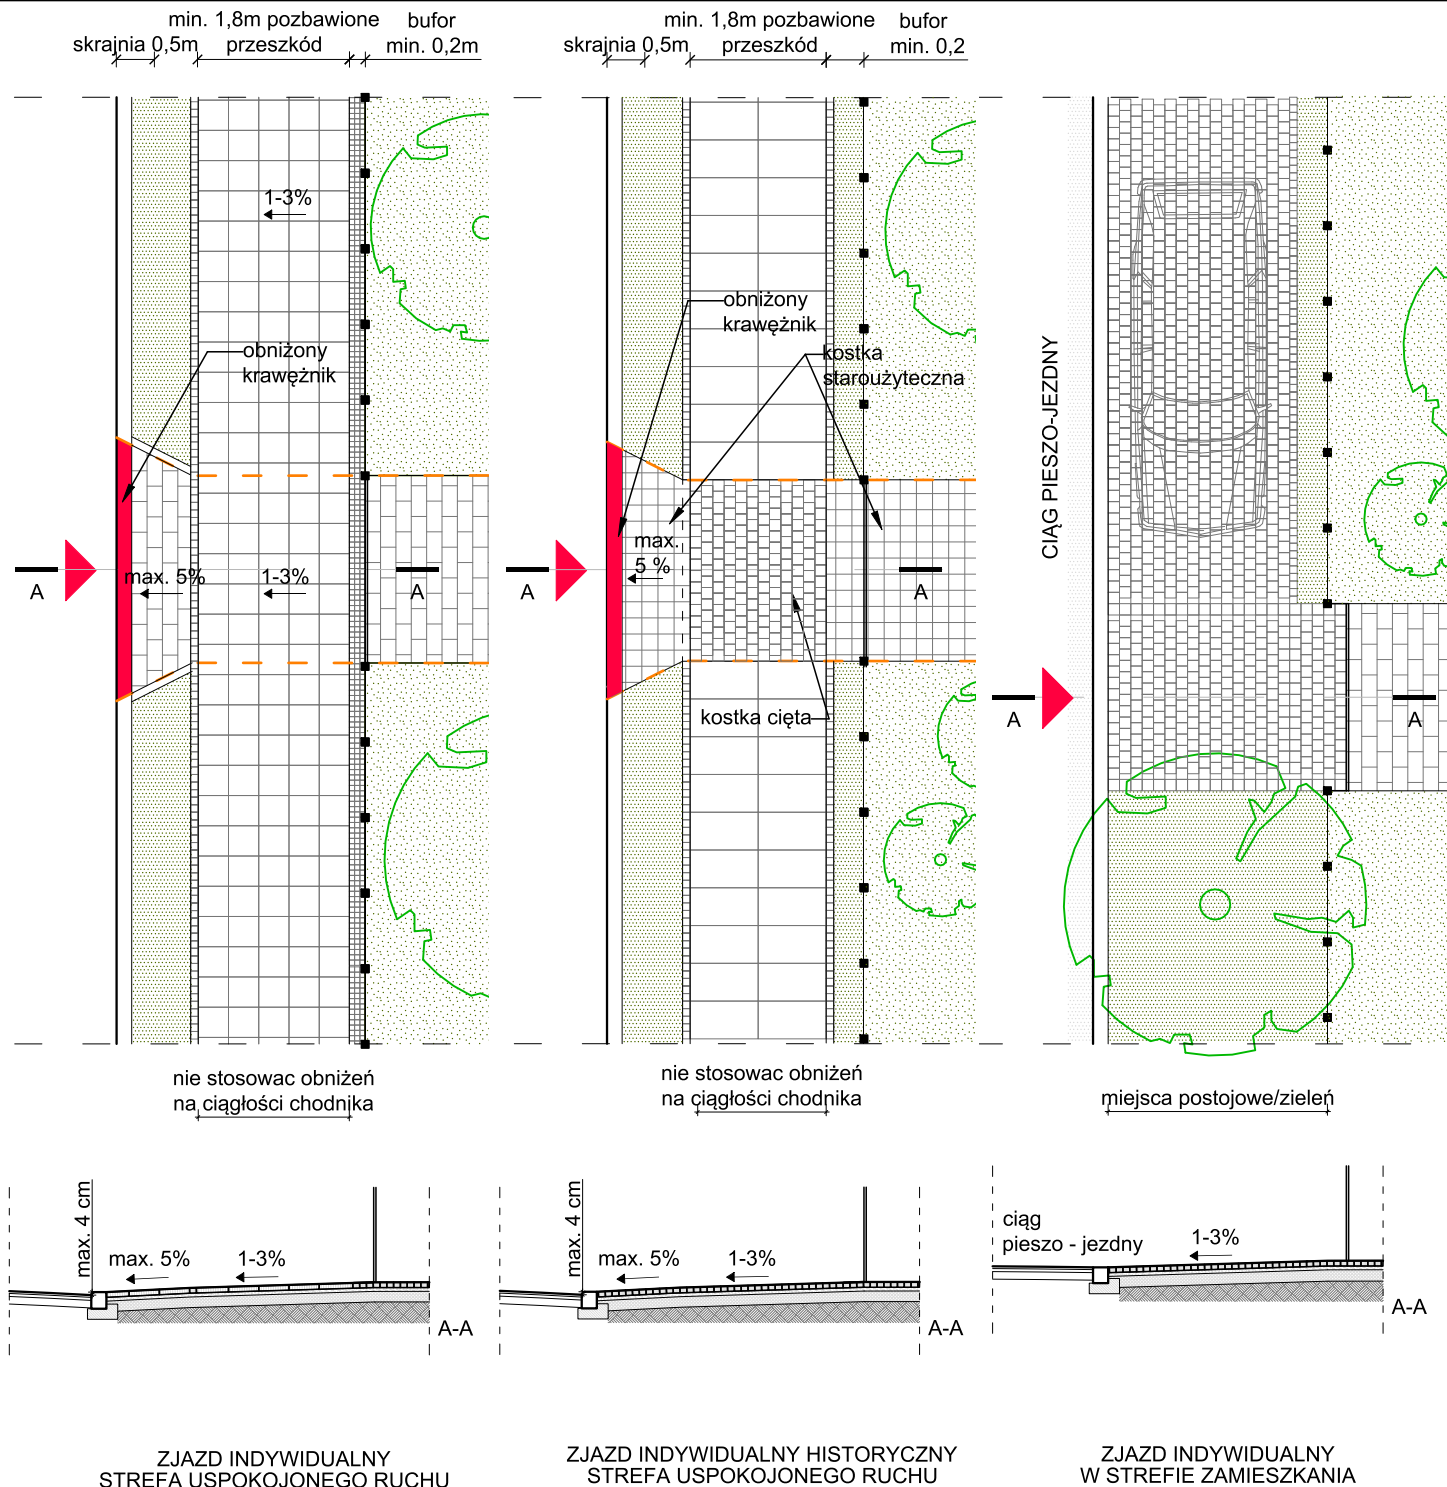 min. 1,8m pozbawione
przeszkód
bufor
min. 0,2m
skrajnia 0,5m
1-3%
obniżony
krawężnik
max. 5%
1-3%
A
A
nie stosowac obniżeń
na ciągłości chodnika
max. 4 cm
max. 5%
1-3%
A-A
ZJAZD INDYWIDUALNY
STREFA USPOKOJONEGO RUCHU
min. 1,8m pozbawione
przeszkód
bufor
min. 0,2
skrajnia 0,5m
obniżony
krawężnik
kostka
staroużyteczna
max.
5 %
A
A
kostka cięta
nie stosowac obniżeń
na ciągłości chodnika
max. 4 cm
max. 5%
1-3%
A-A
ZJAZD INDYWIDUALNY HISTORYCZNY
STREFA USPOKOJONEGO RUCHU
CIĄG PIESZO-JEZDNY
A
A
miejsca postojowe/zieleń
ciąg
pieszo - jezdny
1-3%
A-A
ZJAZD INDYWIDUALNY
W STREFIE ZAMIESZKANIA